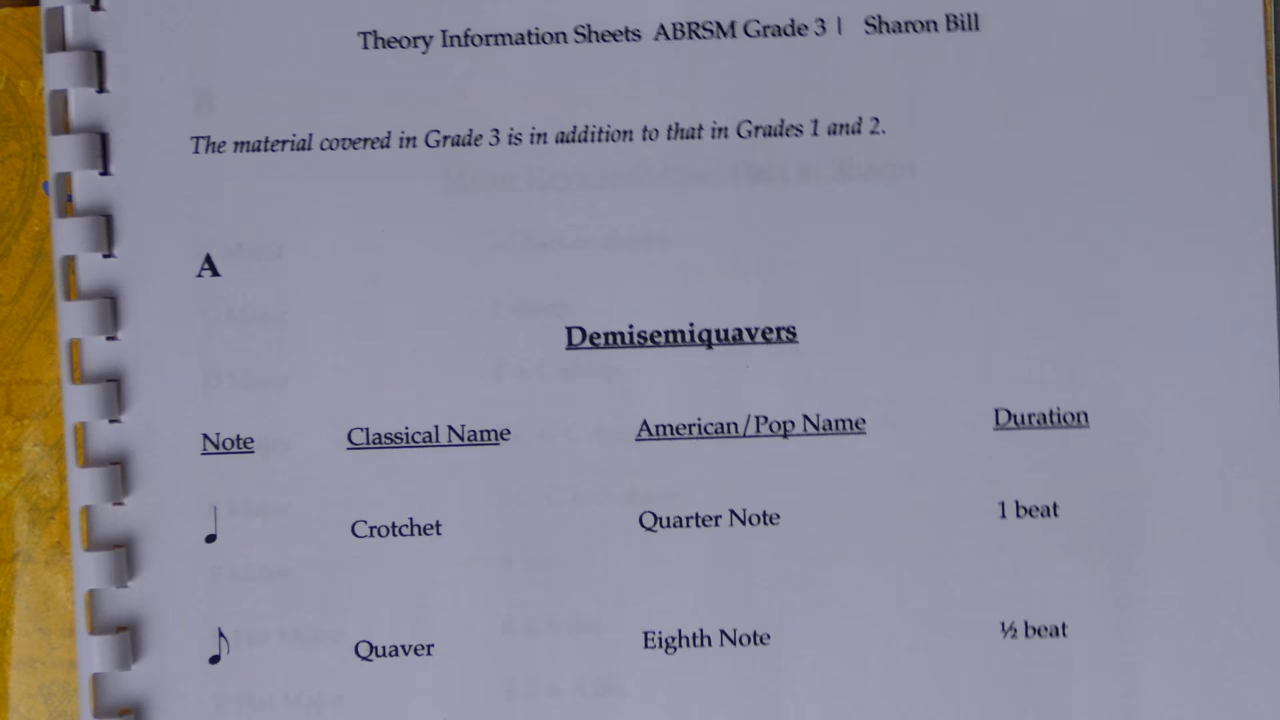 Theory Information Sheets ABRSM Grade 3 | Sharon Bill
The material covered in Grade 3 is in addition to that in Grades 1 and 2.
A
Demisemiquavers
Note Classical Name American/Pop Name Duration
Crotchet Quarter Note 1 beat
Quaver Eighth Note ½ beat